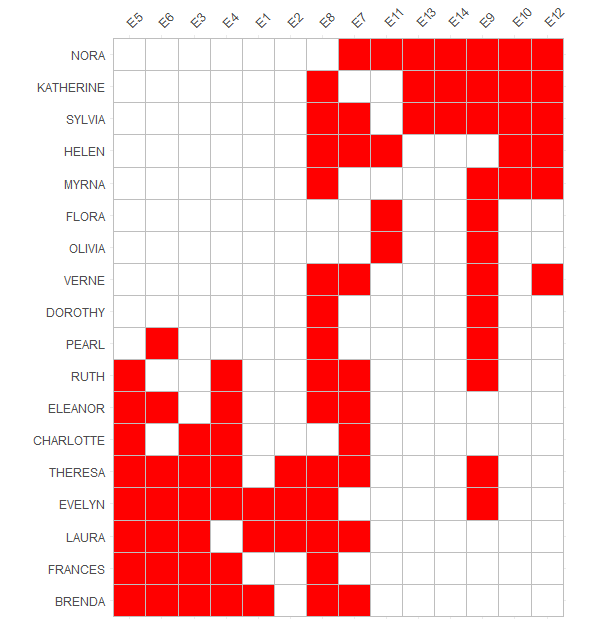 E5 E6 E3 E4 E1 E2 E8 E7 E11 E13 E14 E9 E10 E12
NORA
KATHERINE
SYLVIA
HELEN
MYRNA
FLORA
OLIVIA
VERNE
DOROTHY
PEARL
RUTH
ELEANOR
CHARLOTTE
THERESA
EVELYN
LAURA
FRANCES
BRENDA